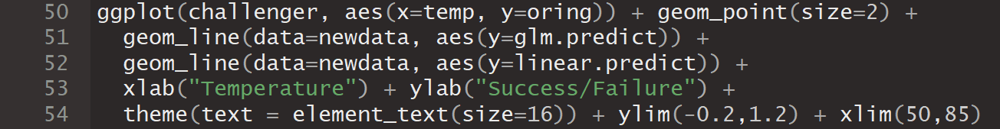 50 ggplot(challenger, aes(x=temp, y=oring)) + geom_point(size=2) +
51 geom_line(data=newdata, aes(y=glm.predict)) +
52 geom_line(data=newdata, aes(y=linear.predict)) +
53 xlab("Temperature") + ylab("Success/Failure") +
54 theme(text = element_text(size=16)) + ylim(-0.2,1.2) + xlim(50,85)